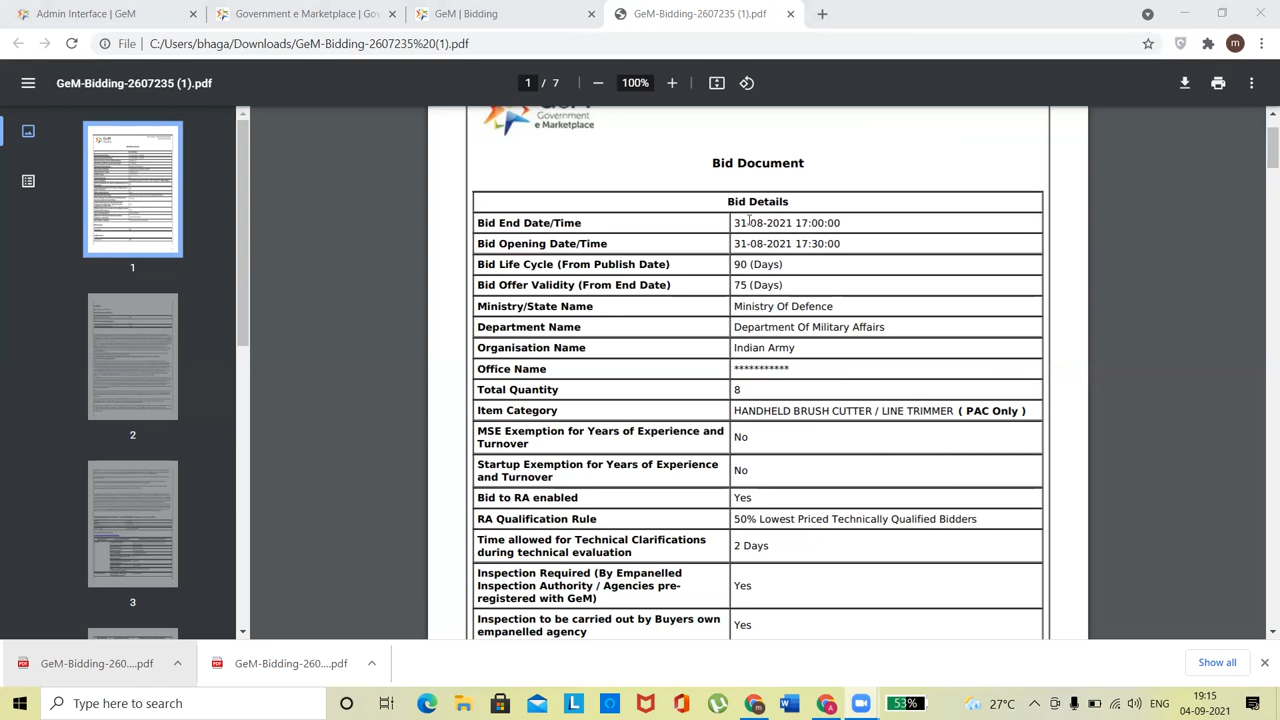 Admin Interface | GeM
Government e Marketplace | Gov
GeM | Bidding
GeM-Bidding-2607235 (1).pdf
File C:/Users/bhaga/Downloads/GeM-Bidding-2607235%20(1).pdf
m
GeM-Bidding-2607235 (1).pdf
1 / 7
100%
Government
e Marketplace
Bid Document
Bid Details
Bid End Date/Time 31-08-2021 17:00:00
Bid Opening Date/Time 31-08-2021 17:30:00
Bid Life Cycle (From Publish Date) 90 (Days)
Bid Offer Validity (From End Date) 75 (Days)
Ministry/State Name Ministry Of Defence
Department Name Department Of Military Affairs
Organisation Name Indian Army
Office Name ***********
Total Quantity 8
Item Category HANDHELD BRUSH CUTTER / LINE TRIMMER ( PAC Only )
MSE Exemption for Years of Experience and
Turnover No
Startup Exemption for Years of Experience
and Turnover No
Bid to RA enabled Yes
RA Qualification Rule 50% Lowest Priced Technically Qualified Bidders
Time allowed for Technical Clarifications
during technical evaluation 2 Days
Inspection Required (By Empanelled
Inspection Authority / Agencies pre-
registered with GeM) Yes
Inspection to be carried out by Buyers own
empanelled agency Yes
1
2
3
GeM-Bidding-260....pdf
GeM-Bidding-260....pdf
Show all
Type here to search
53%
27°C
ENG
19:15
04-09-2021